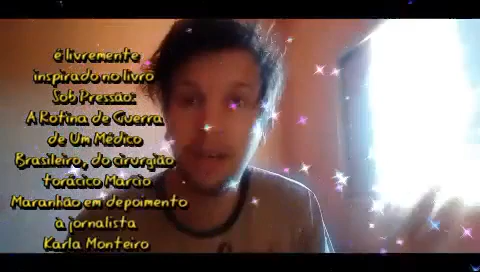 é livremente
inspirado no livro
Sob Pressão:
A Rotina de Guerra
de Um Médico
Brasileiro, do cirurgião
torácico Marcio
Maranhão em depoimento
à jornalista
Karla Monteiro